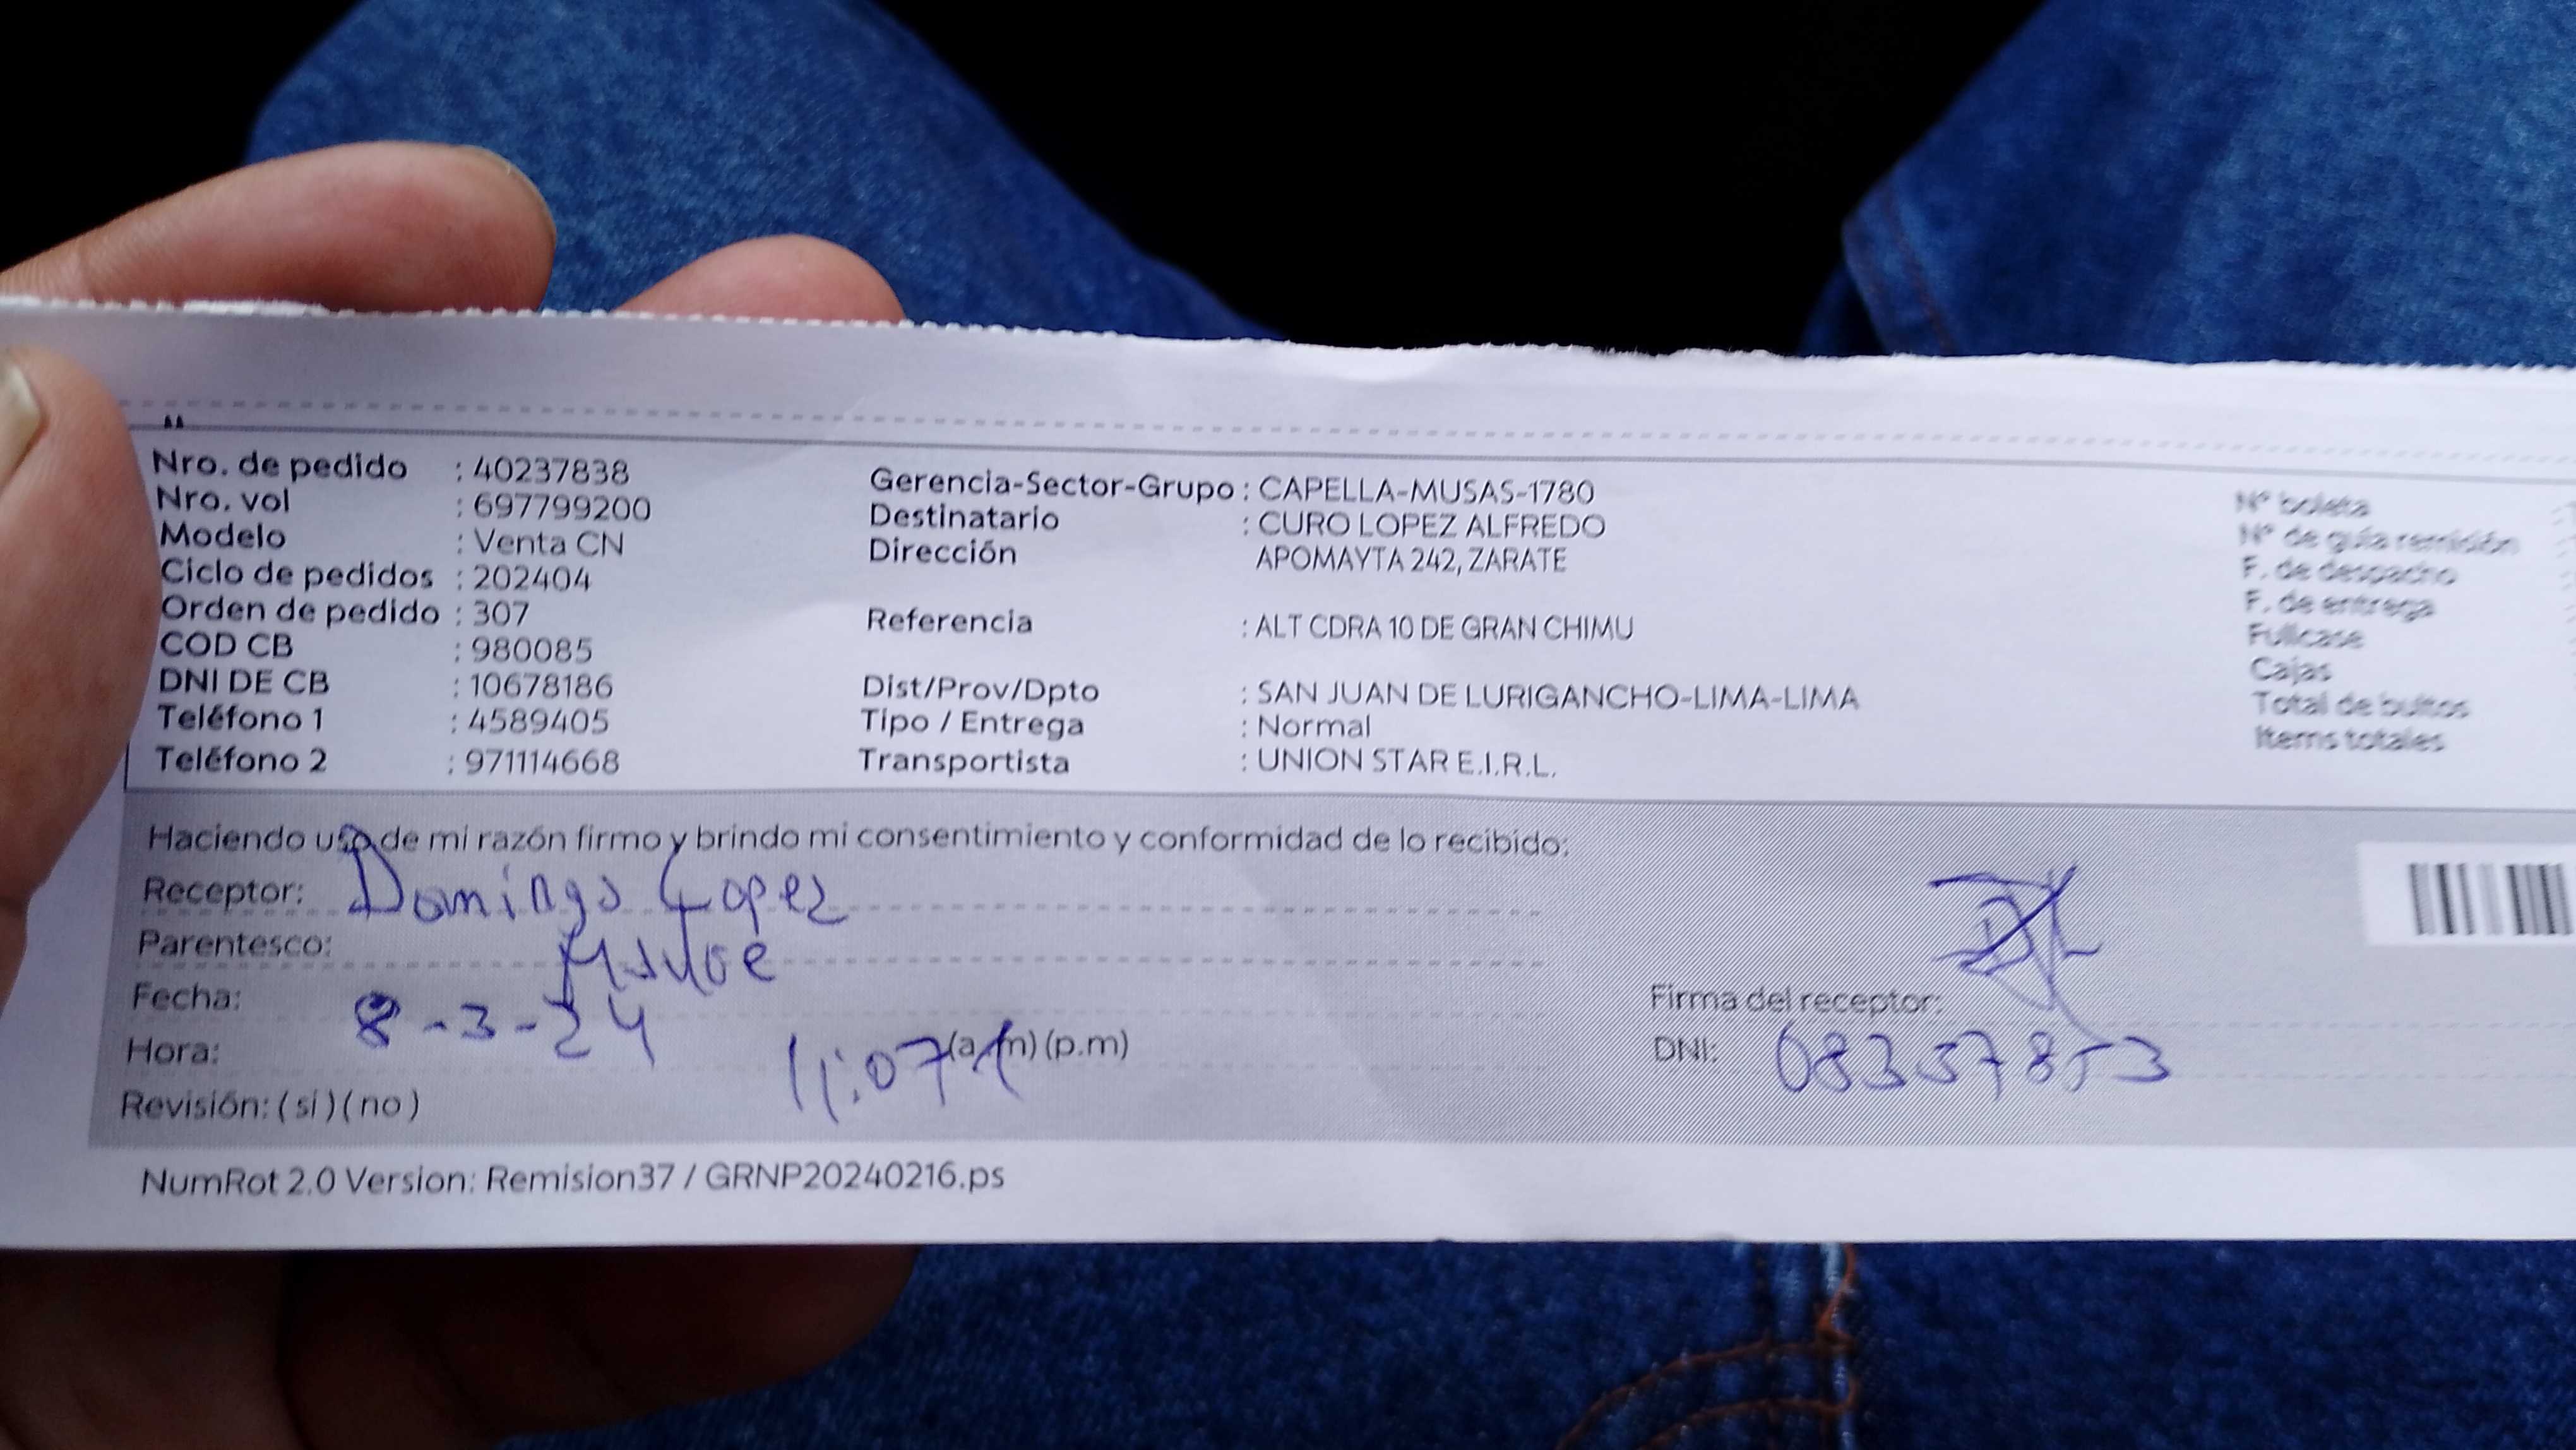 Nro. de pedido : 40237838
Nro. vol : 697799200
Modelo : Venta CN
Ciclo de pedidos : 202404
Orden de pedido : 307
COD CB : 980085
DNI DE CB : 10678186
Teléfono 1 : 4589405
Teléfono 2 : 971114668
Gerencia-Sector-Grupo : CAPELLA-MUSAS-1780
Destinatario : CURO LOPEZ ALFREDO
Dirección APOMAYTA 242, ZARATE
Referencia : ALT CDRA 10 DE GRAN CHIMU
Dist/Prov/Dpto : SAN JUAN DE LURIGANCHO-LIMA-LIMA
Tipo / Entrega : Normal
Transportista : UNION STAR E.I.R.L.
N° boleta
N° de guia remisión
F. de despacho
F. de entrega
Fullcase
Cajas
Total de bultos
Items totales
Haciendo uso de mi razón firmo y brindo mi consentimiento y conformidad de lo recibido:
Receptor: Domingo Lopez
Parentesco:
Fecha: 8-3-24
Hora: 11:07 (a.m) (p.m)
Revisión: (si) (no)
Firma del receptor:
DNI: 08357853
NumRot 2.0 Version: Remision37 / GRNP20240216.ps